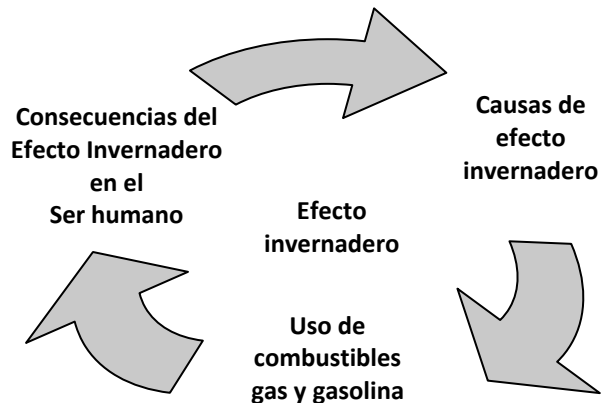 Consecuencias del
Efecto Invernadero
en el
Ser humano
Causas de
efecto
invernadero
Efecto
invernadero
Uso de
combustibles
gas y gasolina